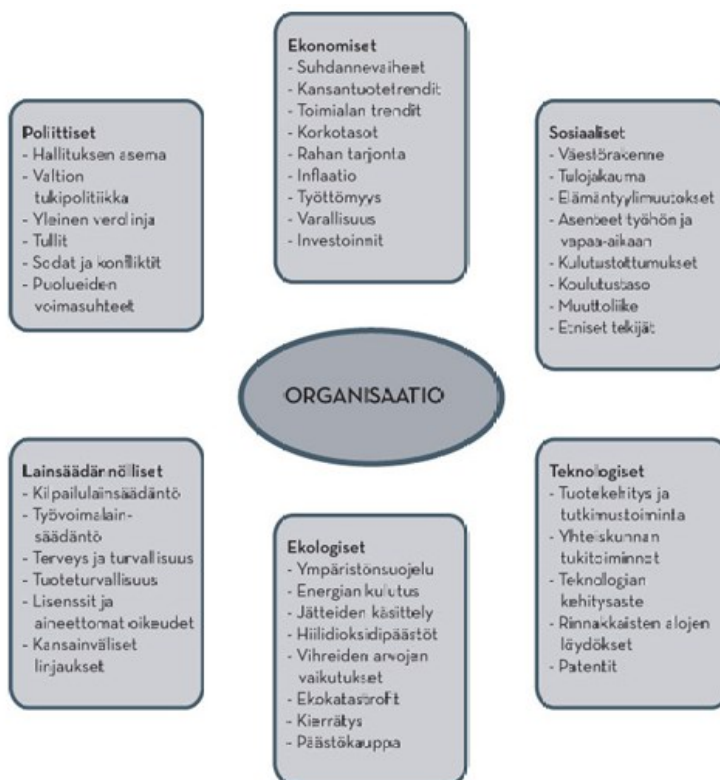 Ekonomiset
- Suhdannevaiheet
- Kansantuotetrendit
- Toimialan trendit
- Korkotasot
- Rahan tarjonta
- Inflaatio
- Työttömyys
- Varallisuus
- Investoinnit
Poliittiset
- Hallituksen asema
- Valtion
tukipolitiikka
- Yleinen verolinja
- Tullit
- Sodat ja konfliktit
- Puolueiden
voimasuhteet
Sosiaaliset
- Väestörakenne
- Tulojakauma
- Elämäntyylimuutokset
- Asenteet työhön ja
vapaa-aikaan
- Kulutustottumukset
- Koulutustaso
- Muuttoliike
- Etniset tekijät
ORGANISAATIO
Lainsäädännölliset
- Kilpailulainsäädäntö
- Työvoimalain-
säädäntö
- Terveys ja turvallisuus
- Tuoteturvallisuus
- Lisenssit ja
aineettomat oikeudet
- Kansainväliset
linjaukset
Ekologiset
- Ympäristönsuojelu
- Energian kulutus
- Jätteiden käsittely
- Hiilidioksidipäästöt
- Vihreiden arvojen
vaikutukset
- Ekokatastrofit
- Kierrätys
- Päästökauppa
Teknologiset
- Tuotekehitys ja
tutkimustoiminta
- Yhteiskunnan
tukitoiminnot
- Teknologian
kehitysaste
- Rinnakkaisten alojen
löydökset
- Patentit